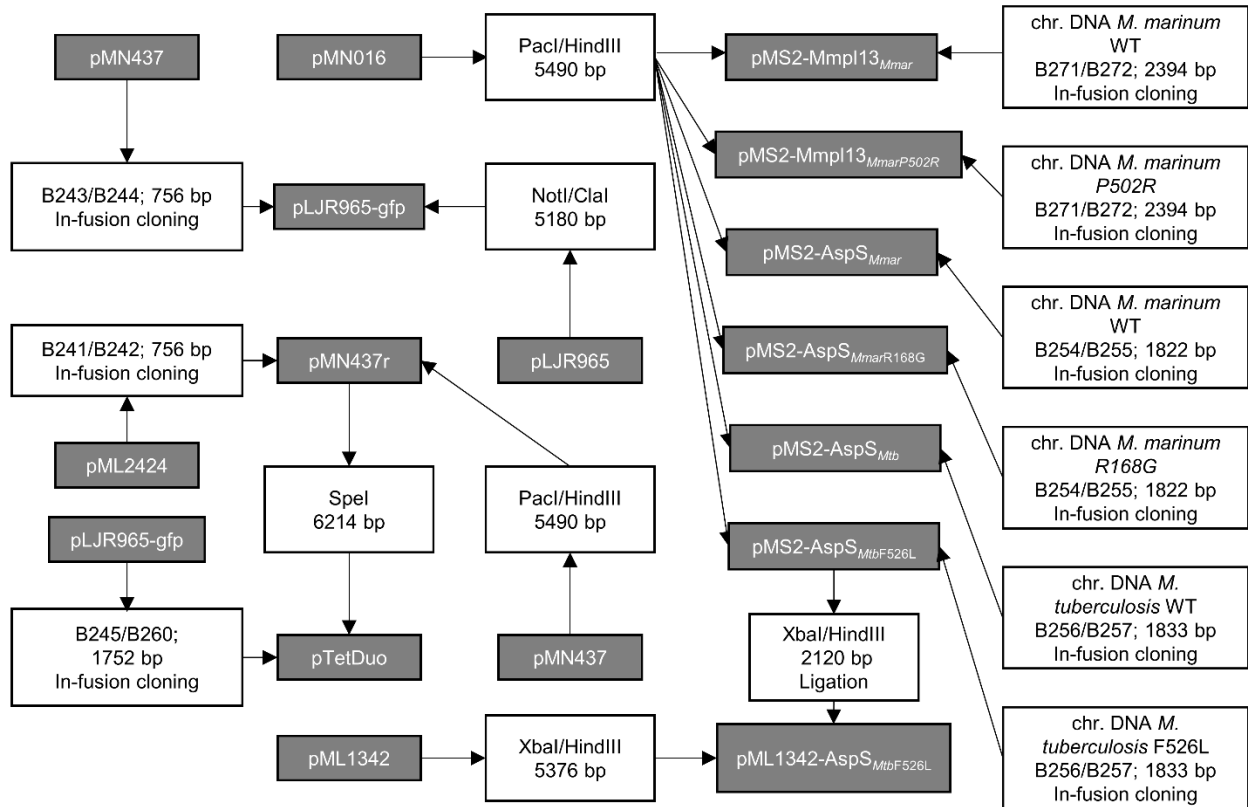 pMN437
B243/B244; 756 bp
In-fusion cloning
pMN016
PacI/HindIII
5490 bp
pLJR965-gfp
NotI/ClaI
5180 bp
pLJR965
B241/B242; 756 bp
In-fusion cloning
pML2424
pMN437r
SpeI
6214 bp
PacI/HindIII
5490 bp
pMN437
pLJR965-gfp
B245/B260;
1752 bp
In-fusion cloning
pTetDuo
pML1342
XbaI/HindIII
5376 bp
pMS2-Mmpl13Mmar
pMS2-Mmpl13MmarP502R
pMS2-AspSMmar
pMS2-AspSMmarR168G
pMS2-AspSMtb
pMS2-AspSMtbF526L
XbaI/HindIII
2120 bp
Ligation
pML1342-AspSMtbF526L
chr. DNA M. marinum
WT
B271/B272; 2394 bp
In-fusion cloning
chr. DNA M. marinum
P502R
B271/B272; 2394 bp
In-fusion cloning
chr. DNA M. marinum
WT
B254/B255; 1822 bp
In-fusion cloning
chr. DNA M. marinum
R168G
B254/B255; 1822 bp
In-fusion cloning
chr. DNA M.
tuberculosis WT
B256/B257; 1833 bp
In-fusion cloning
chr. DNA M.
tuberculosis F526L
B256/B257; 1833 bp
In-fusion cloning